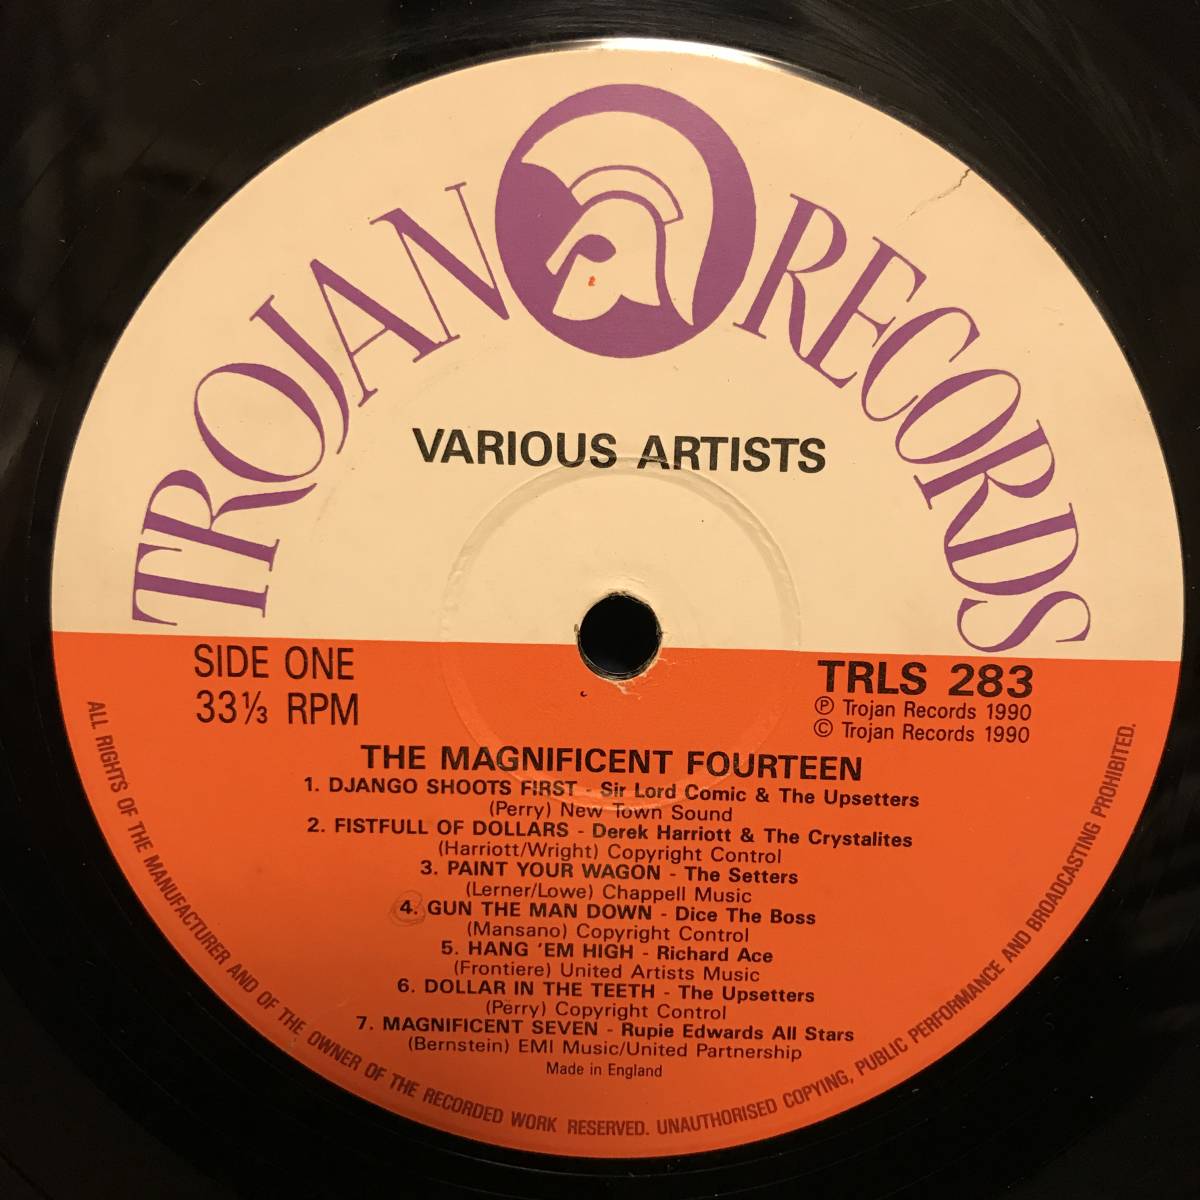 TROJAN RECORDS
VARIOUS ARTISTS
SIDE ONE
33⅓ RPM
TRLS 283
Ⓟ Trojan Records 1990
© Trojan Records 1990
THE MAGNIFICENT FOURTEEN
1. DJANGO SHOOTS FIRST - Sir Lord Comic & The Upsetters
(Perry) New Town Sound
2. FISTFULL OF DOLLARS - Derek Harriott & The Crystalites
(Harriott/Wright) Copyright Control
3. PAINT YOUR WAGON - The Setters
(Lerner/Lowe) Chappell Music
4. GUN THE MAN DOWN - Dice The Boss
(Mansano) Copyright Control
5. HANG 'EM HIGH - Richard Ace
(Frontiere) United Artists Music
6. DOLLAR IN THE TEETH - The Upsetters
(Perry) Copyright Control
7. MAGNIFICENT SEVEN - Rupie Edwards All Stars
(Bernstein) EMI Music/United Partnership
Made in England
ALL RIGHTS OF THE MANUFACTURER AND OF THE OWNER OF THE RECORDED WORK RESERVED. UNAUTHORISED COPYING, PUBLIC PERFORMANCE AND BROADCASTING PROHIBITED.